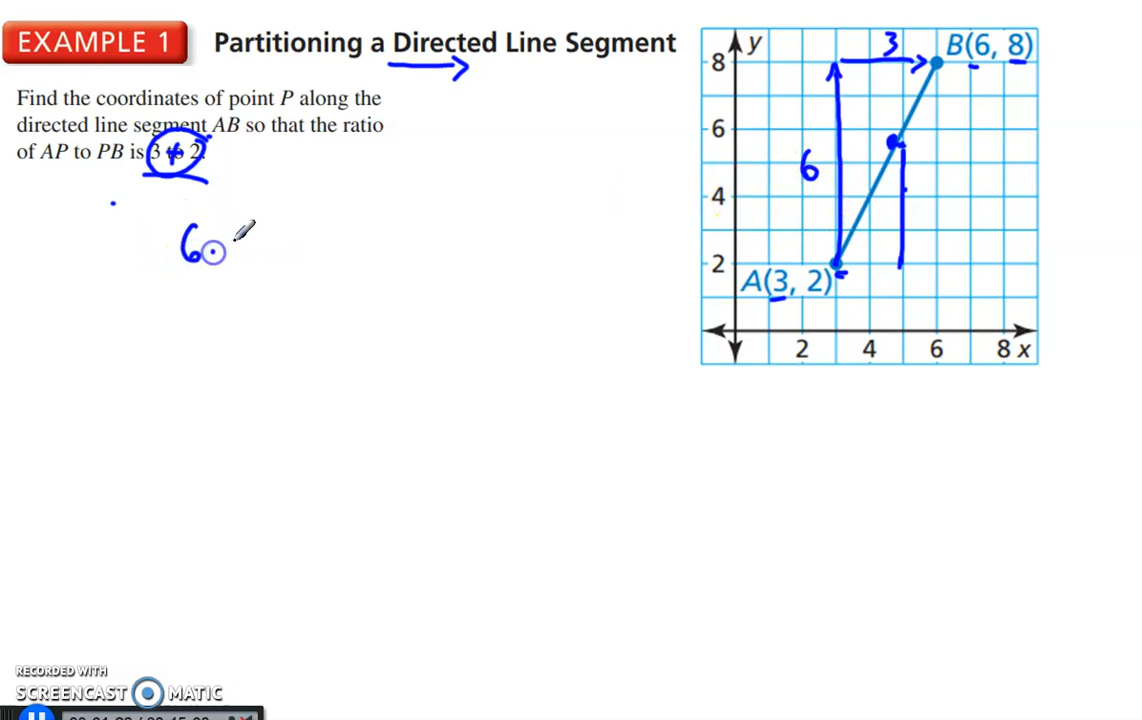 EXAMPLE 1 Partitioning a Directed Line Segment
Find the coordinates of point P along the
directed line segment AB so that the ratio
of AP to PB is 3 to 2.
6
y
8
6
4
2
2 4 6 8 x
3
6
B(6, 8)
A(3, 2)
RECORDED WITH
SCREENCAST MATIC